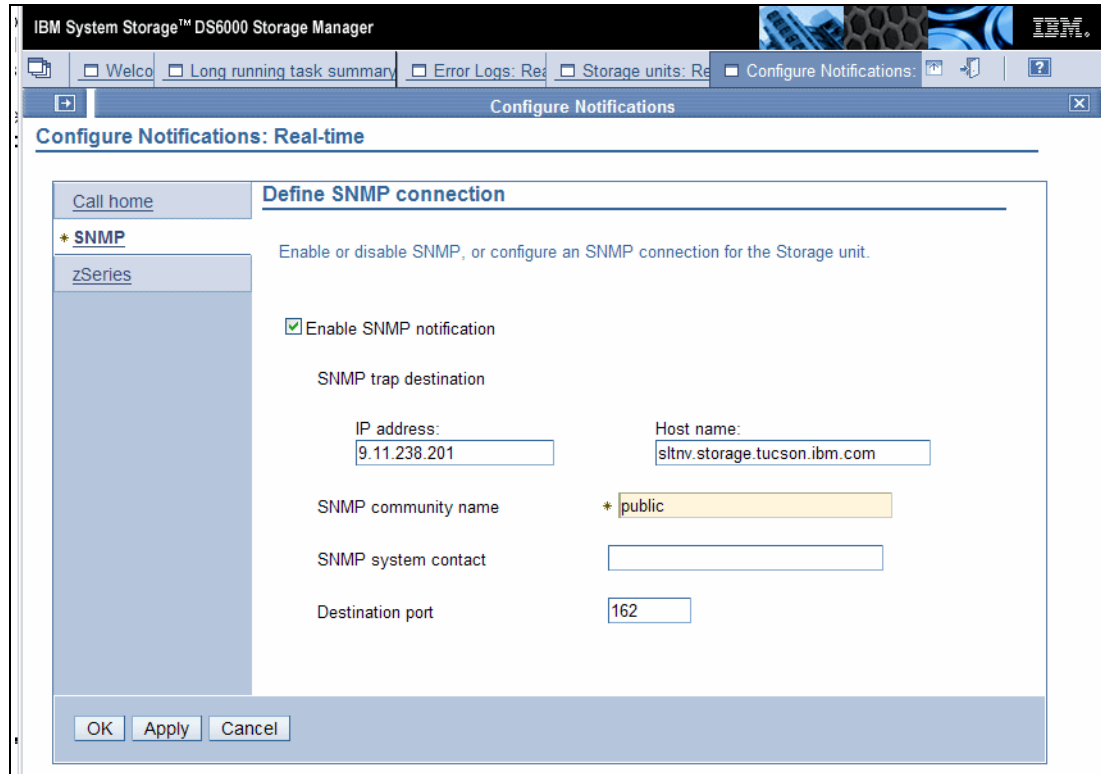 IBM System Storage™ DS6000 Storage Manager
IBM.
Welco
Long running task summary
Error Logs: Rea
Storage units: Re
Configure Notifications:
?
Configure Notifications
Configure Notifications: Real-time
Call home
SNMP
zSeries
Define SNMP connection
Enable or disable SNMP, or configure an SNMP connection for the Storage unit.
Enable SNMP notification
SNMP trap destination
IP address:
Host name:
9.11.238.201
sltnv.storage.tucson.ibm.com
SNMP community name
* public
SNMP system contact
Destination port
162
OK
Apply
Cancel